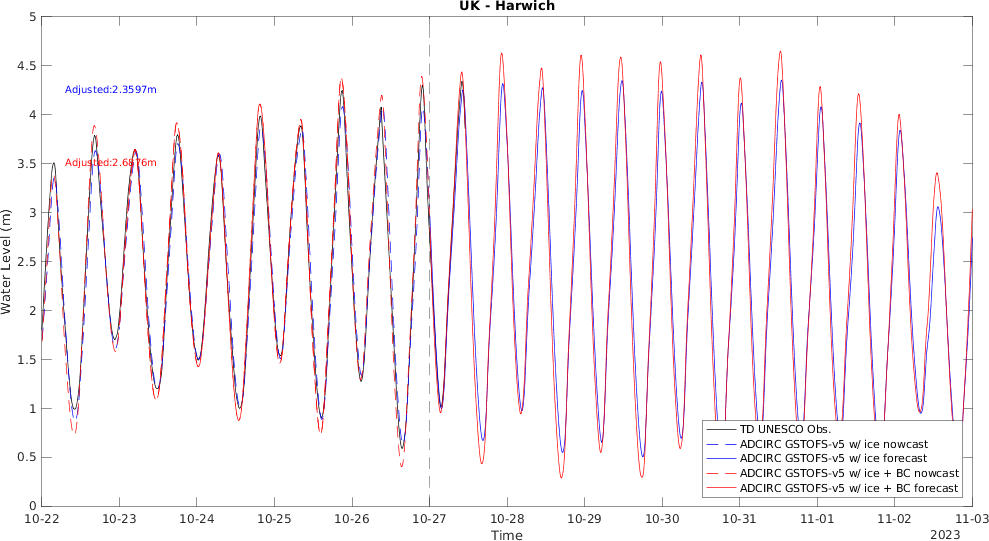 UK - Harwich
5
4.5
4
3.5
3
2.5
2
1.5
1
0.5
0
Water Level (m)
Adjusted:2.3597m
Adjusted:2.6876m
TD UNESCO Obs.
ADCIRC GSTOFS-v5 w/ ice nowcast
ADCIRC GSTOFS-v5 w/ ice forecast
ADCIRC GSTOFS-v5 w/ ice + BC nowcast
ADCIRC GSTOFS-v5 w/ ice + BC forecast
10-22 10-23 10-24 10-25 10-26 10-27 10-28 10-29 10-30 10-31 11-01 11-02 11-03
Time
2023